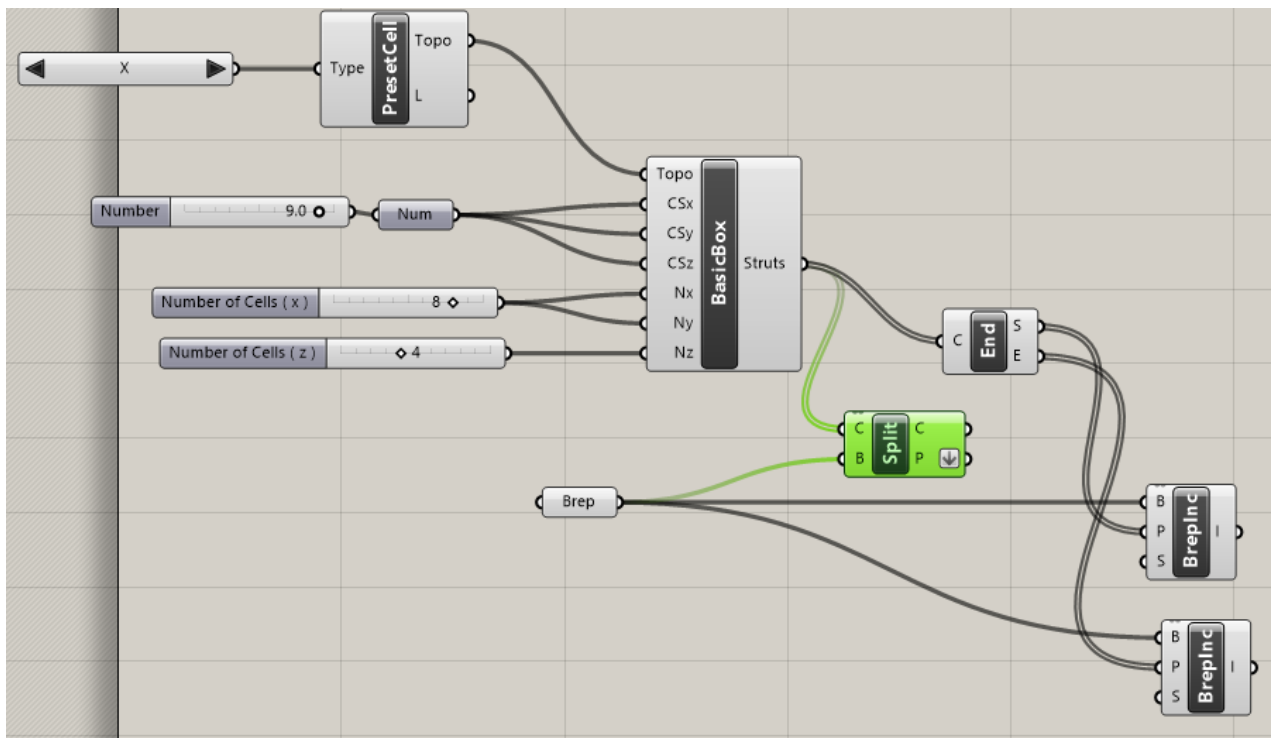 X
Type
PresetCell
Topo
L
Number
9.0
Num
Number of Cells ( x )
8
Number of Cells ( z )
4
Topo
CSx
CSy
CSz
Nx
Ny
Nz
BasicBox
Struts
C
End
S
E
C
B
Split
C
P
Brep
B
P
S
BrepInc
I
B
P
S
BrepInc
I